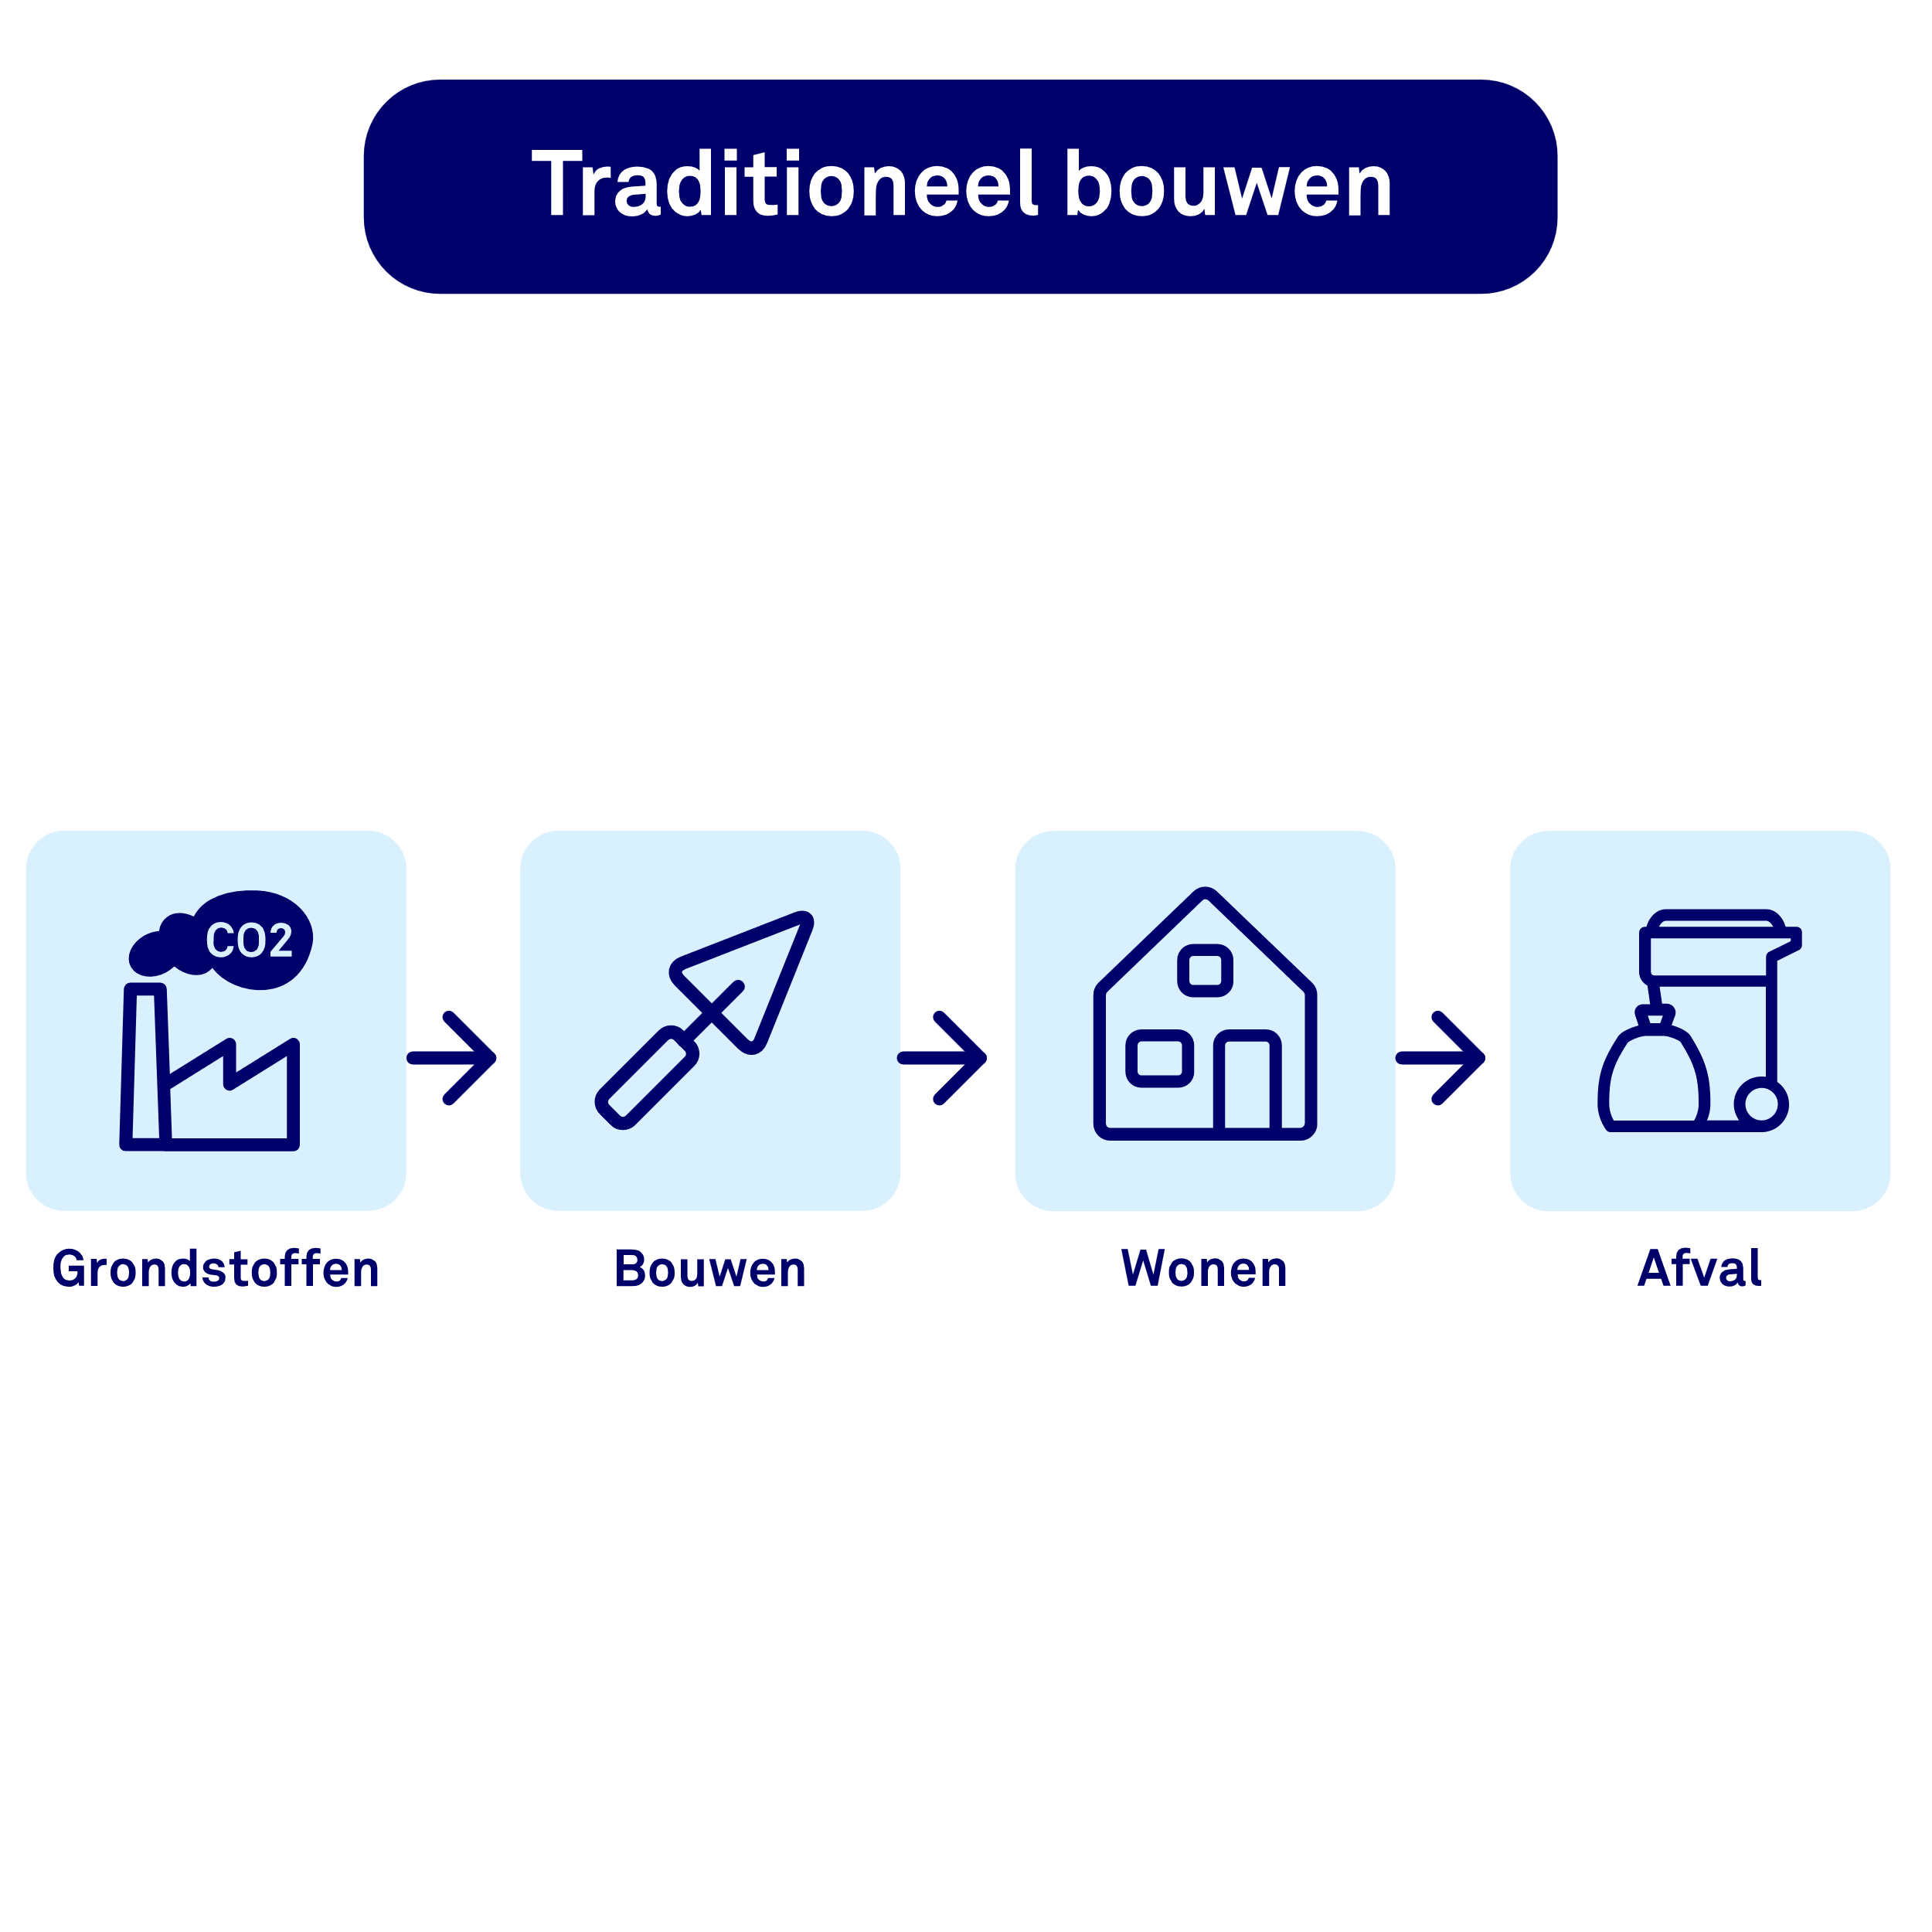 Traditioneel bouwen
CO2
Grondstoffen
Bouwen
Wonen
Afval